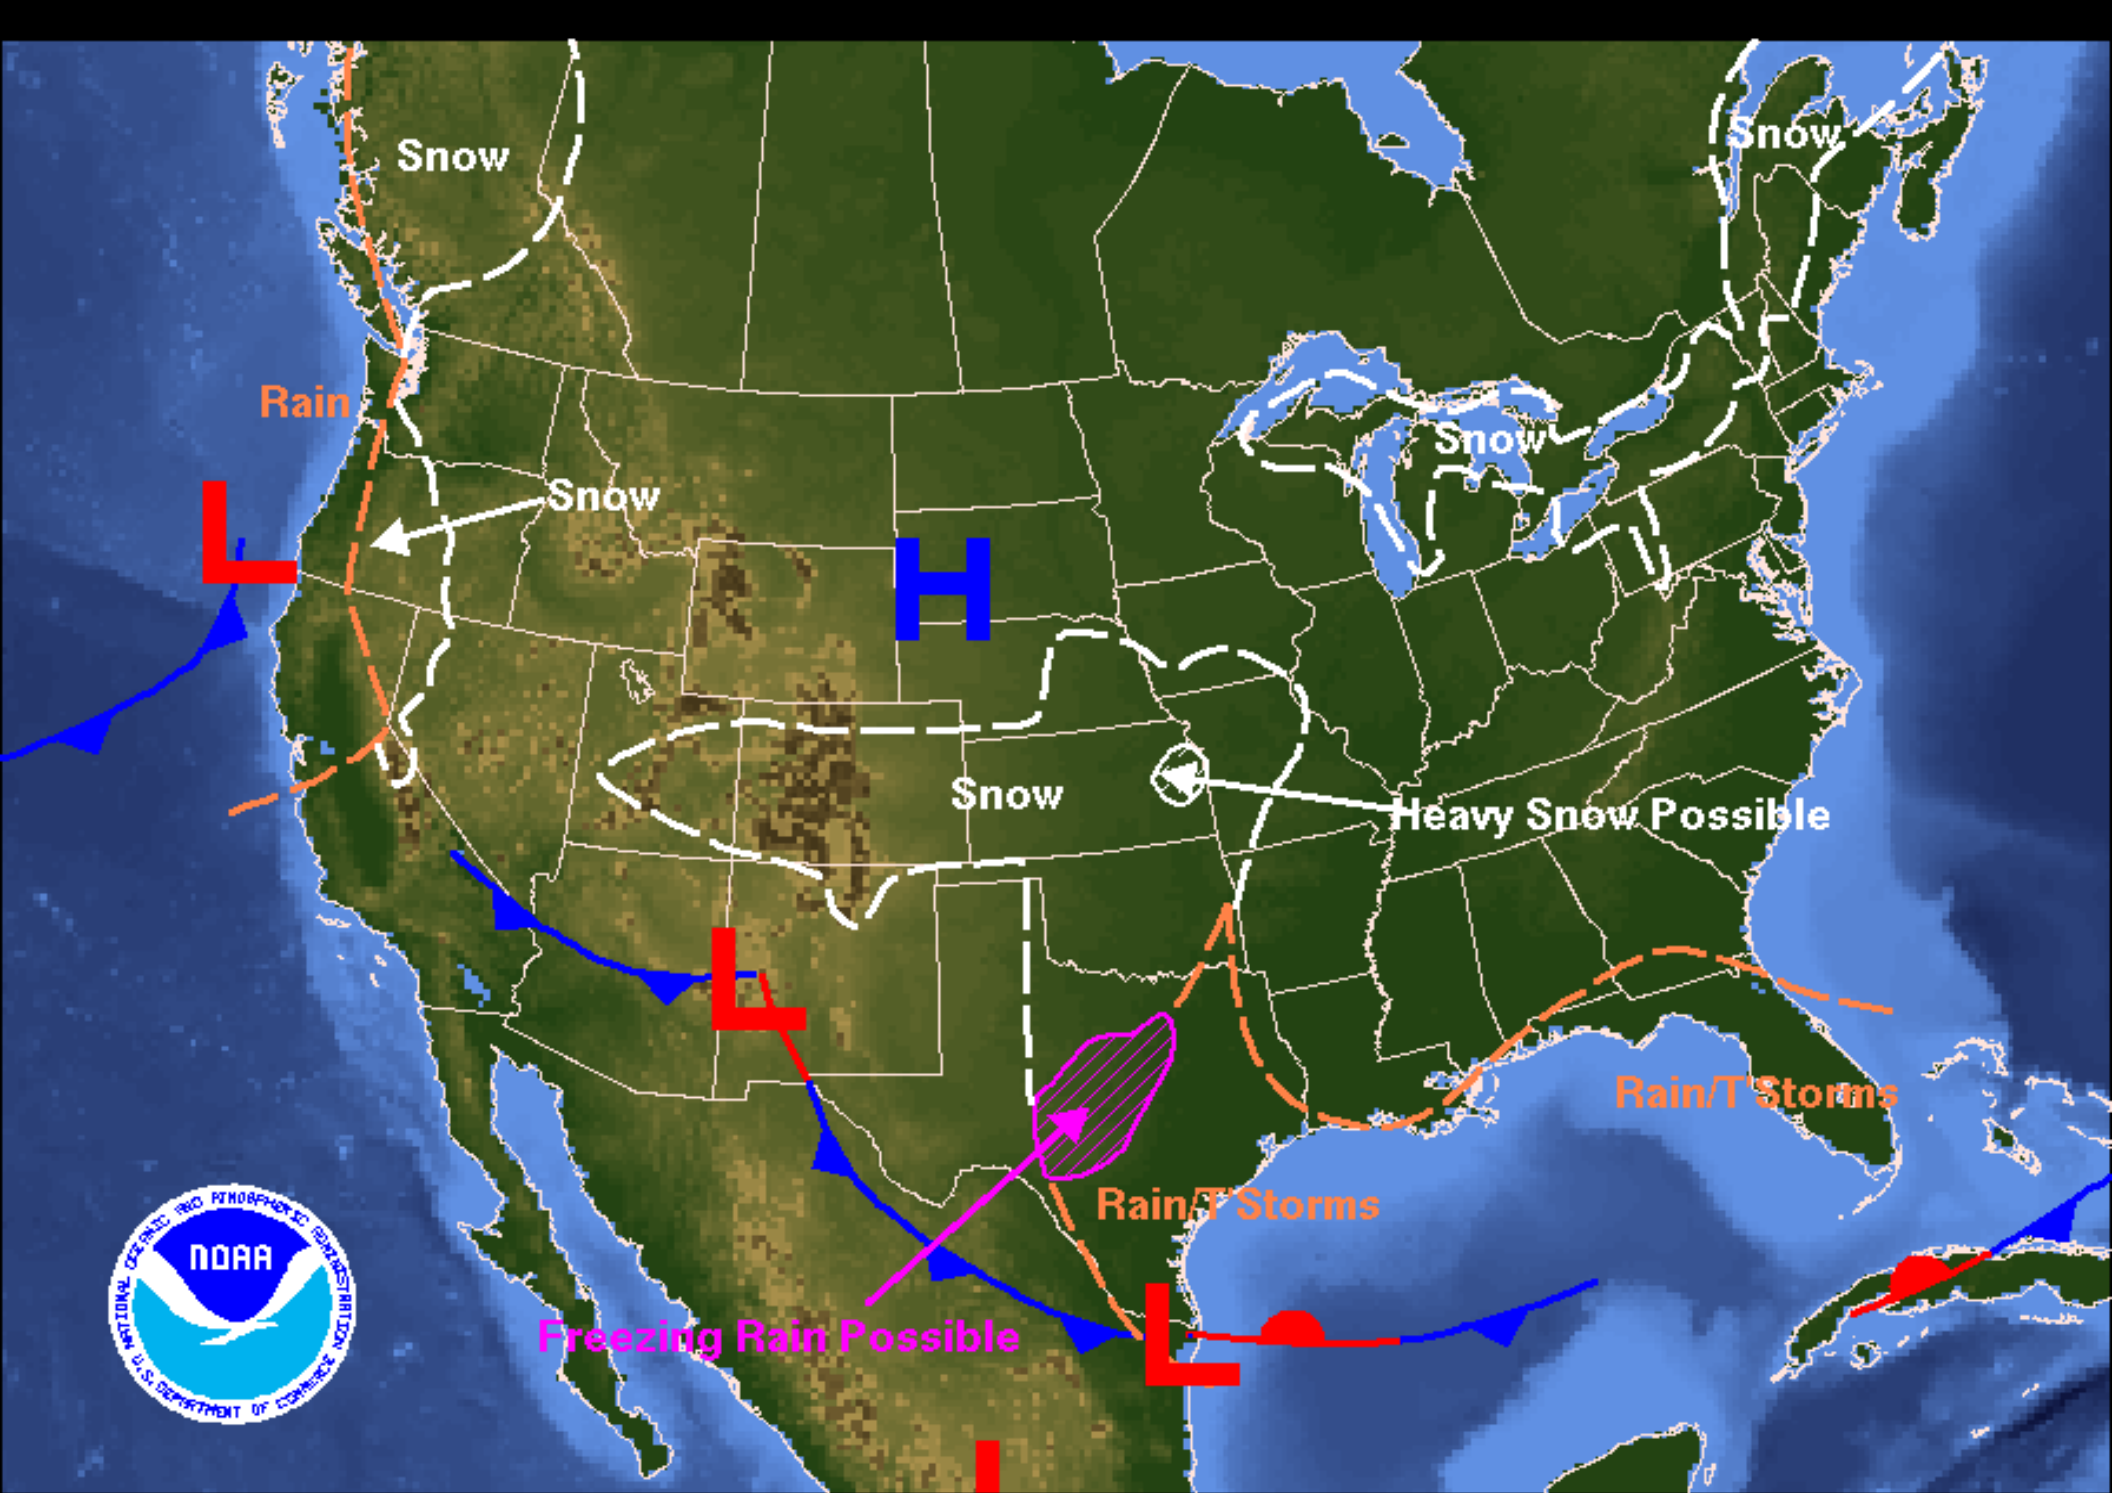 Snow
Snow
Rain
Snow
Snow
L
H
Snow
Heavy Snow Possible
L
Rain/T'Storms
Rain/T'Storms
NATIONAL OCEANIC AND ATMOSPHERIC ADMINISTRATION
NOAA
U.S. DEPARTMENT OF COMMERCE
Freezing Rain Possible
L